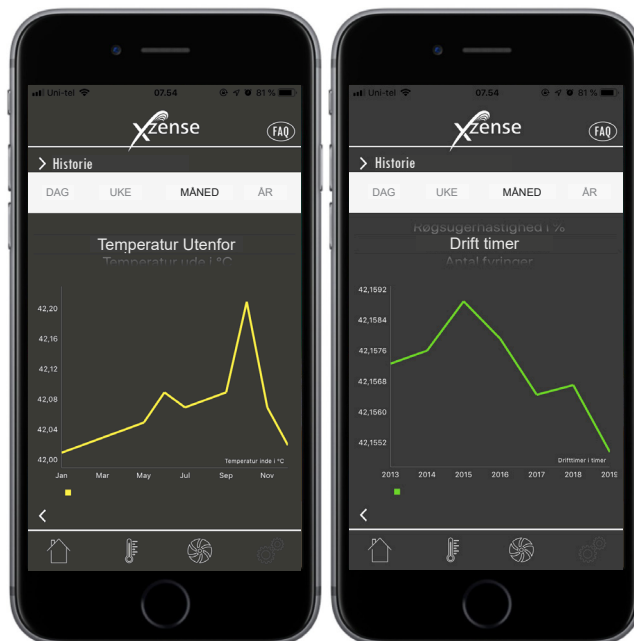 Uni-tel 07.54 81 %
xzense
FAQ
Historie
DAG UKE MÅNED ÅR
Temperatur Utenfor
Temperatur ude i °C
42,20
42,16
42,12
42,08
42,04
42,00
Temperatur inde i °C
Jan Mar May Jul Sep Nov
Uni-tel 07.54 81 %
xzense
FAQ
Historie
DAG UKE MÅNED ÅR
Røgsugerhastighed i %
Drift timer
Antal fyringer
42,1592
42,1584
42,1576
42,1568
42,1560
42,1552
Drifttimer i timer
2013 2014 2015 2016 2017 2018 2019